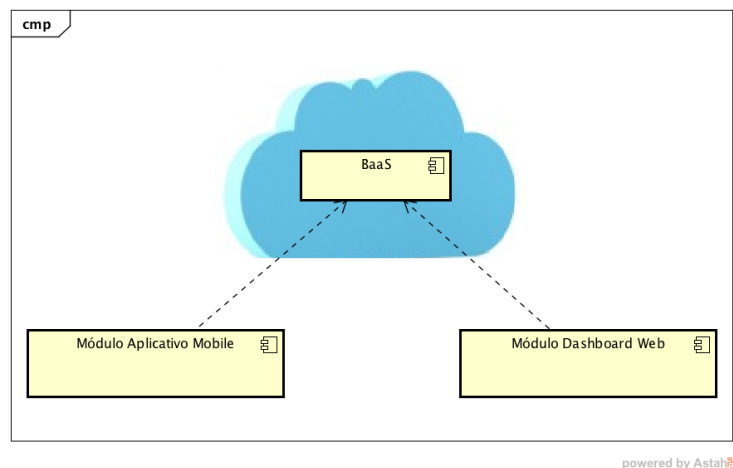 cmp
BaaS
Módulo Aplicativo Mobile
Módulo Dashboard Web
powered by Astah